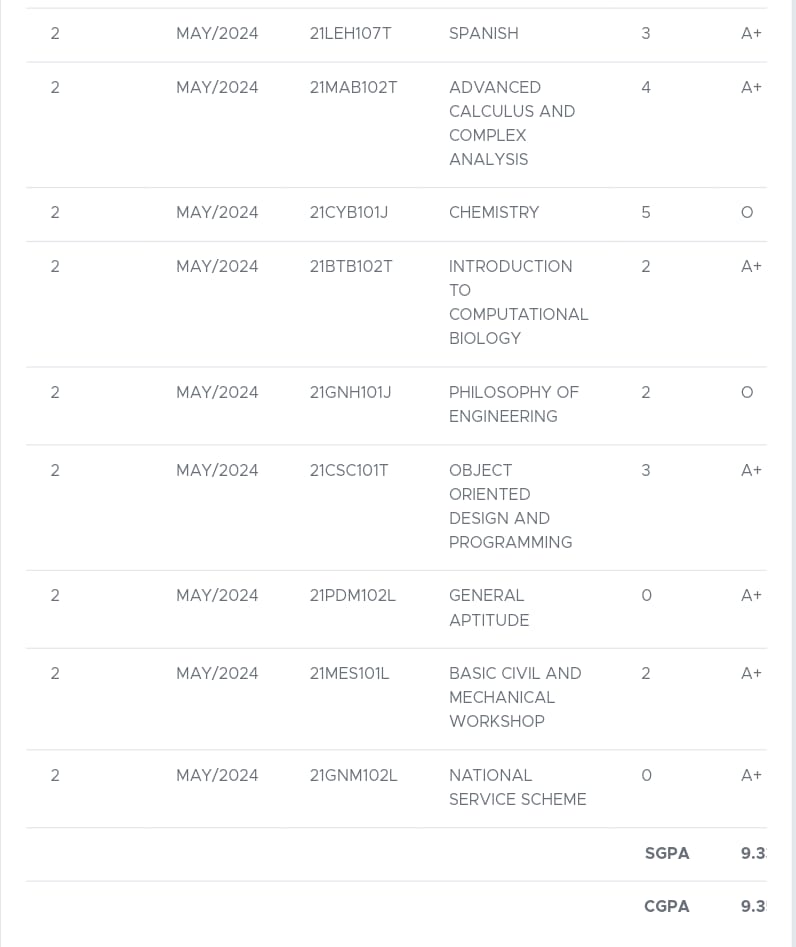 2 MAY/2024 21LEH107T SPANISH 3 A+
2 MAY/2024 21MAB102T ADVANCED 4 A+
CALCULUS AND
COMPLEX
ANALYSIS
2 MAY/2024 21CYB101J CHEMISTRY 5 O
2 MAY/2024 21BTB102T INTRODUCTION 2 A+
TO
COMPUTATIONAL
BIOLOGY
2 MAY/2024 21GNH101J PHILOSOPHY OF 2 O
ENGINEERING
2 MAY/2024 21CSC101T OBJECT 3 A+
ORIENTED
DESIGN AND
PROGRAMMING
2 MAY/2024 21PDM102L GENERAL 0 A+
APTITUDE
2 MAY/2024 21MES101L BASIC CIVIL AND 2 A+
MECHANICAL
WORKSHOP
2 MAY/2024 21GNM102L NATIONAL 0 A+
SERVICE SCHEME
SGPA 9.3
CGPA 9.3